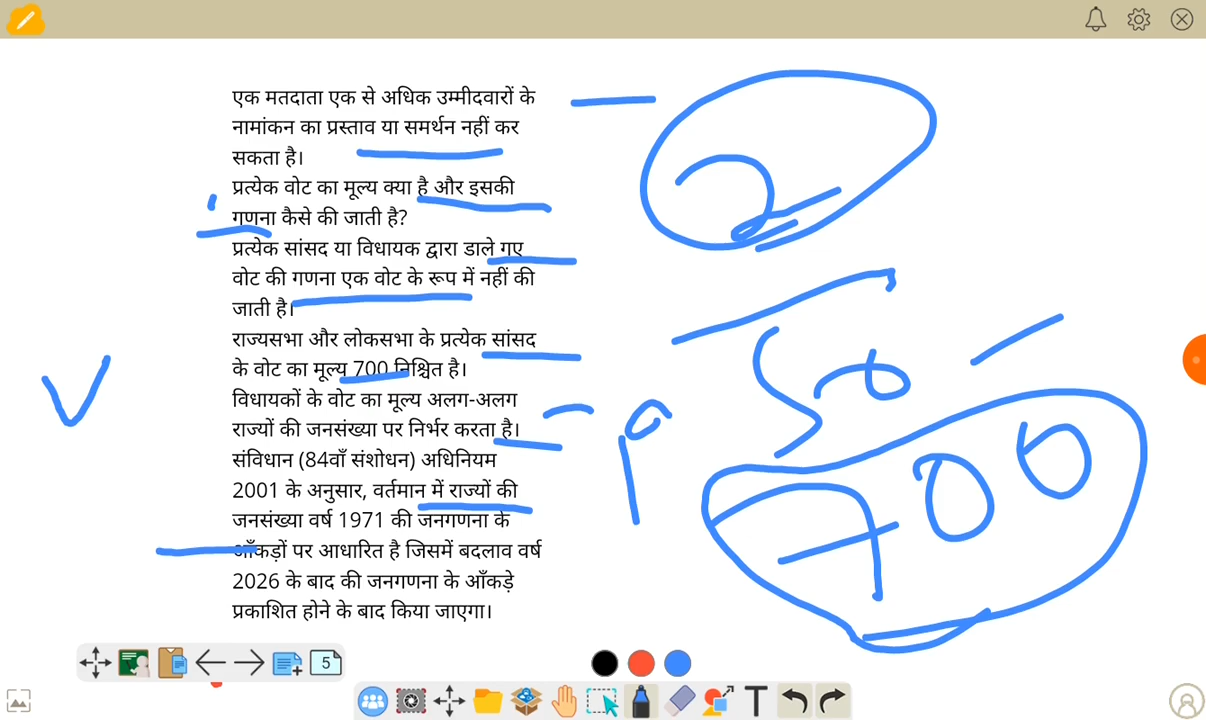 एक मतदाता एक से अधिक उम्मीदवारों के
नामांकन का प्रस्ताव या समर्थन नहीं कर
सकता है।
प्रत्येक वोट का मूल्य क्या है और इसकी
गणना कैसे की जाती है?
प्रत्येक सांसद या विधायक द्वारा डाले गए
वोट की गणना एक वोट के रूप में नहीं की
जाती है।
राज्यसभा और लोकसभा के प्रत्येक सांसद
के वोट का मूल्य 700 निश्चित है।
विधायकों के वोट का मूल्य अलग-अलग
राज्यों की जनसंख्या पर निर्भर करता है।
संविधान (84वाँ संशोधन) अधिनियम
2001 के अनुसार, वर्तमान में राज्यों की
जनसंख्या वर्ष 1971 की जनगणना के
आँकड़ों पर आधारित है जिसमें बदलाव वर्ष
2026 के बाद की जनगणना के आँकड़े
प्रकाशित होने के बाद किया जाएगा।
2
50
700
5
T